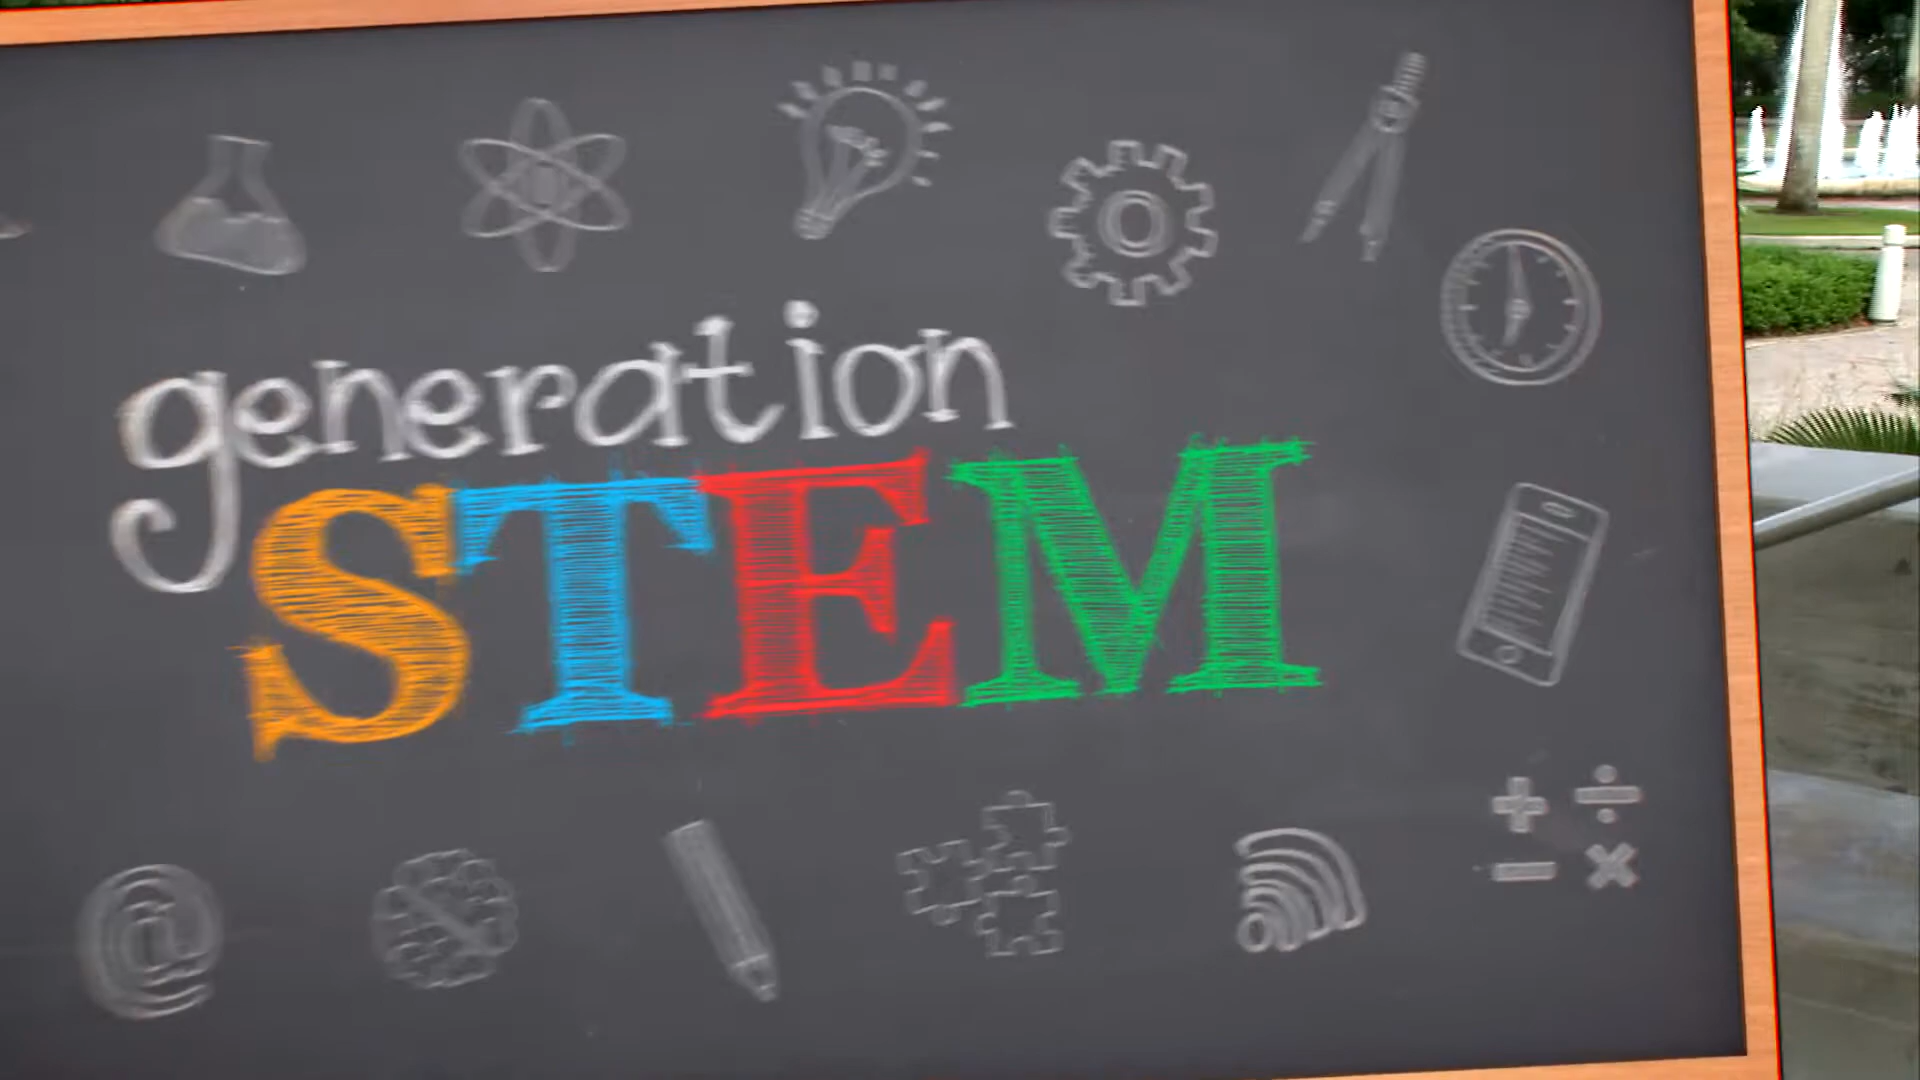 generation
STEM
@
+ ÷
− ×